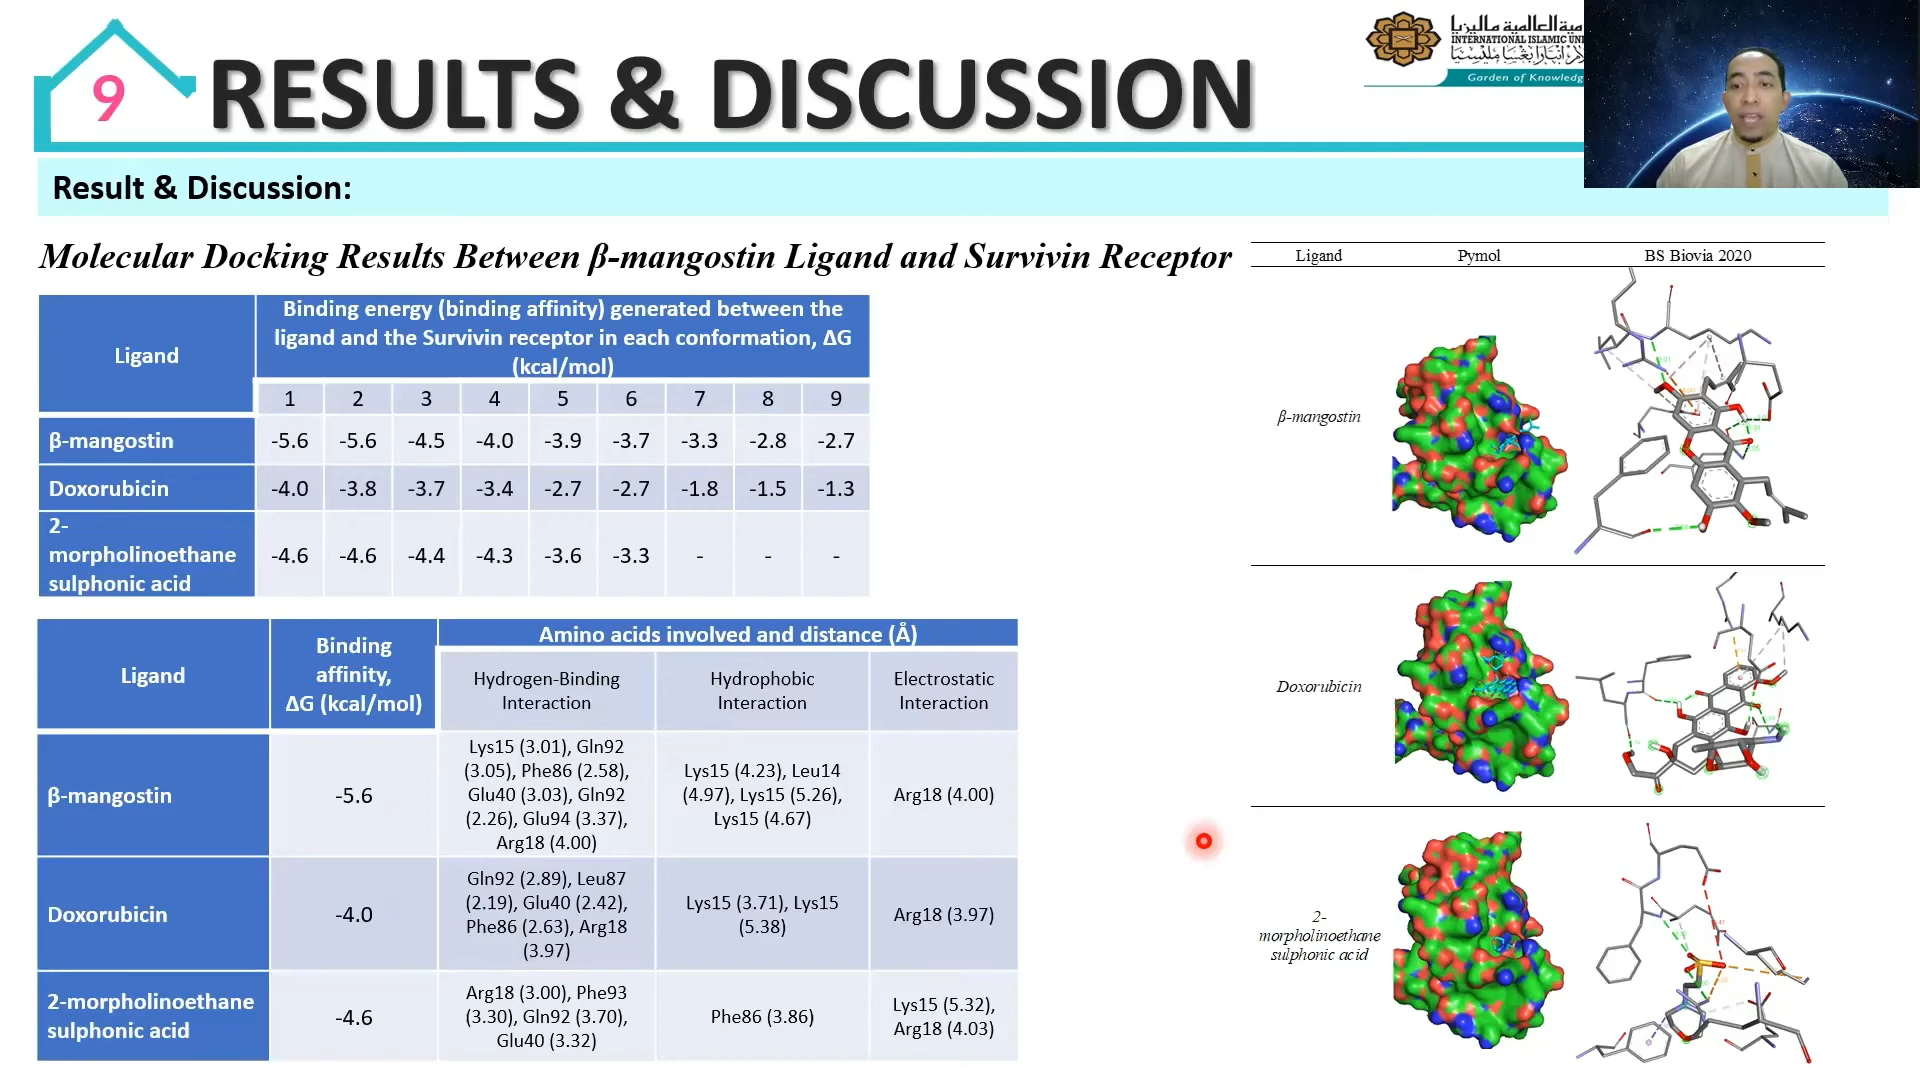 9
RESULTS & DISCUSSION
INTERNATIONAL ISLAMIC
Garden of
Result & Discussion:
Molecular Docking Results Between β-mangostin Ligand and Survivin Receptor
Ligand
Binding energy (binding affinity) generated between the
ligand and the Survivin receptor in each conformation, ΔG
(kcal/mol)
1 2 3 4 5 6 7 8 9
β-mangostin -5.6 -5.6 -4.5 -4.0 -3.9 -3.7 -3.3 -2.8 -2.7
Doxorubicin -4.0 -3.8 -3.7 -3.4 -2.7 -2.7 -1.8 -1.5 -1.3
2-
morpholinoethane
sulphonic acid
-4.6 -4.6 -4.4 -4.3 -3.6 -3.3 - - -
Ligand
Binding
affinity,
ΔG (kcal/mol)
Amino acids involved and distance (Å)
Hydrogen-Binding
Interaction
Hydrophobic
Interaction
Electrostatic
Interaction
β-mangostin
-5.6
Lys15 (3.01), Gln92
(3.05), Phe86 (2.58),
Glu40 (3.03), Gln92
(2.26), Glu94 (3.37),
Arg18 (4.00)
Lys15 (4.23), Leu14
(4.97), Lys15 (5.26),
Lys15 (4.67)
Arg18 (4.00)
Doxorubicin
-4.0
Gln92 (2.89), Leu87
(2.19), Glu40 (2.42),
Phe86 (2.63), Arg18
(3.97)
Lys15 (3.71), Lys15
(5.38)
Arg18 (3.97)
2-morpholinoethane
sulphonic acid
-4.6
Arg18 (3.00), Phe93
(3.30), Gln92 (3.70),
Glu40 (3.32)
Phe86 (3.86)
Lys15 (5.32),
Arg18 (4.03)
Ligand Pymol BS Biovia 2020
β-mangostin
Doxorubicin
2-
morpholinoethane
sulphonic acid